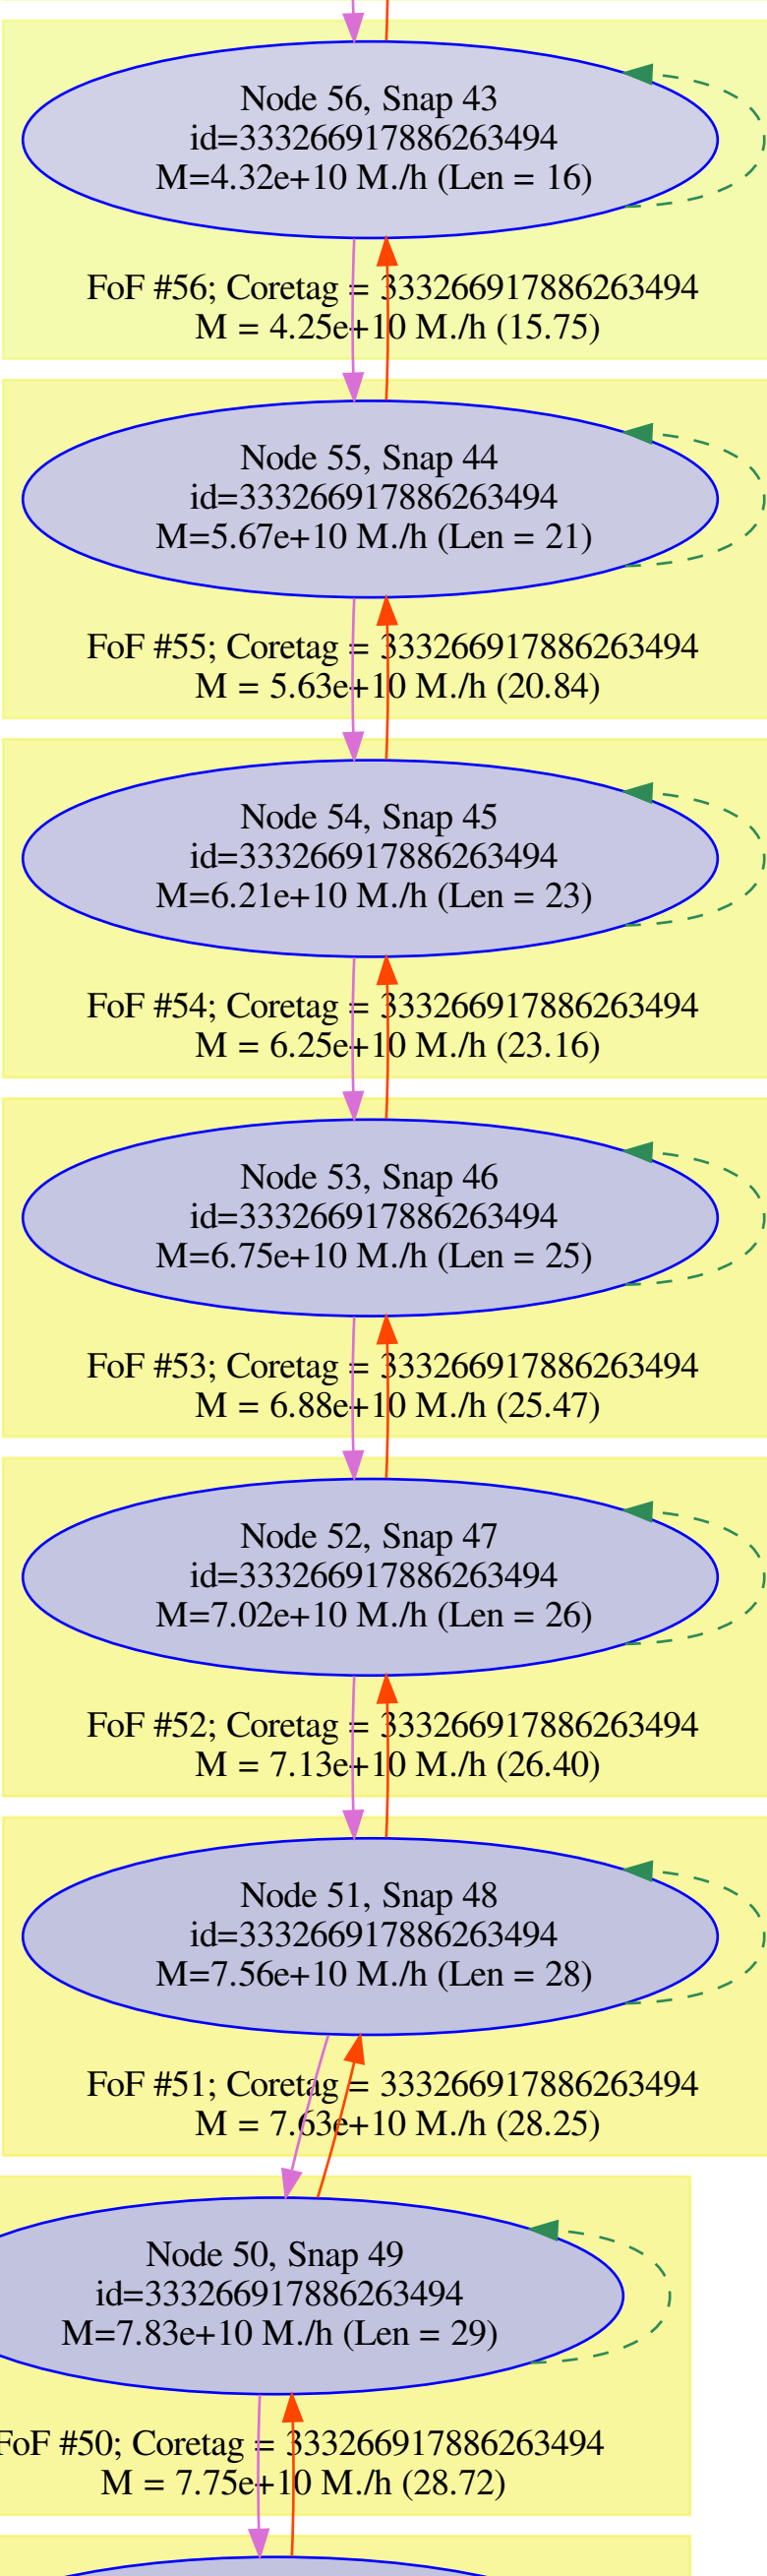 Node 56, Snap 43
id=333266917886263494
M=4.32e+10 M./h (Len = 16)
FoF #56; Coretag = 333266917886263494
M = 4.25e+10 M./h (15.75)
Node 55, Snap 44
id=333266917886263494
M=5.67e+10 M./h (Len = 21)
FoF #55; Coretag = 333266917886263494
M = 5.63e+10 M./h (20.84)
Node 54, Snap 45
id=333266917886263494
M=6.21e+10 M./h (Len = 23)
FoF #54; Coretag = 333266917886263494
M = 6.25e+10 M./h (23.16)
Node 53, Snap 46
id=333266917886263494
M=6.75e+10 M./h (Len = 25)
FoF #53; Coretag = 333266917886263494
M = 6.88e+10 M./h (25.47)
Node 52, Snap 47
id=333266917886263494
M=7.02e+10 M./h (Len = 26)
FoF #52; Coretag = 333266917886263494
M = 7.13e+10 M./h (26.40)
Node 51, Snap 48
id=333266917886263494
M=7.56e+10 M./h (Len = 28)
FoF #51; Coretag = 333266917886263494
M = 7.63e+10 M./h (28.25)
Node 50, Snap 49
id=333266917886263494
M=7.83e+10 M./h (Len = 29)
FoF #50; Coretag = 333266917886263494
M = 7.75e+10 M./h (28.72)